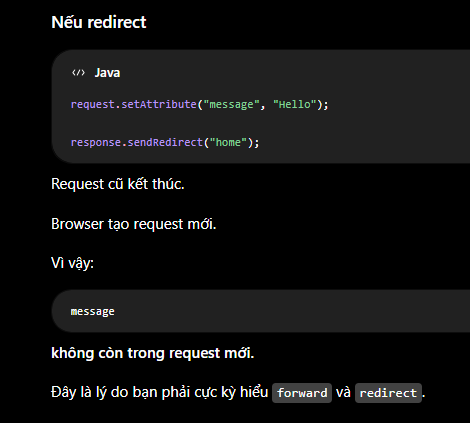 Nếu redirect
</> Java
request.setAttribute("message", "Hello");
response.sendRedirect("home");
Request cũ kết thúc.
Browser tạo request mới.
Vì vậy:
message
không còn trong request mới.
Đây là lý do bạn phải cực kỳ hiểu forward và redirect.